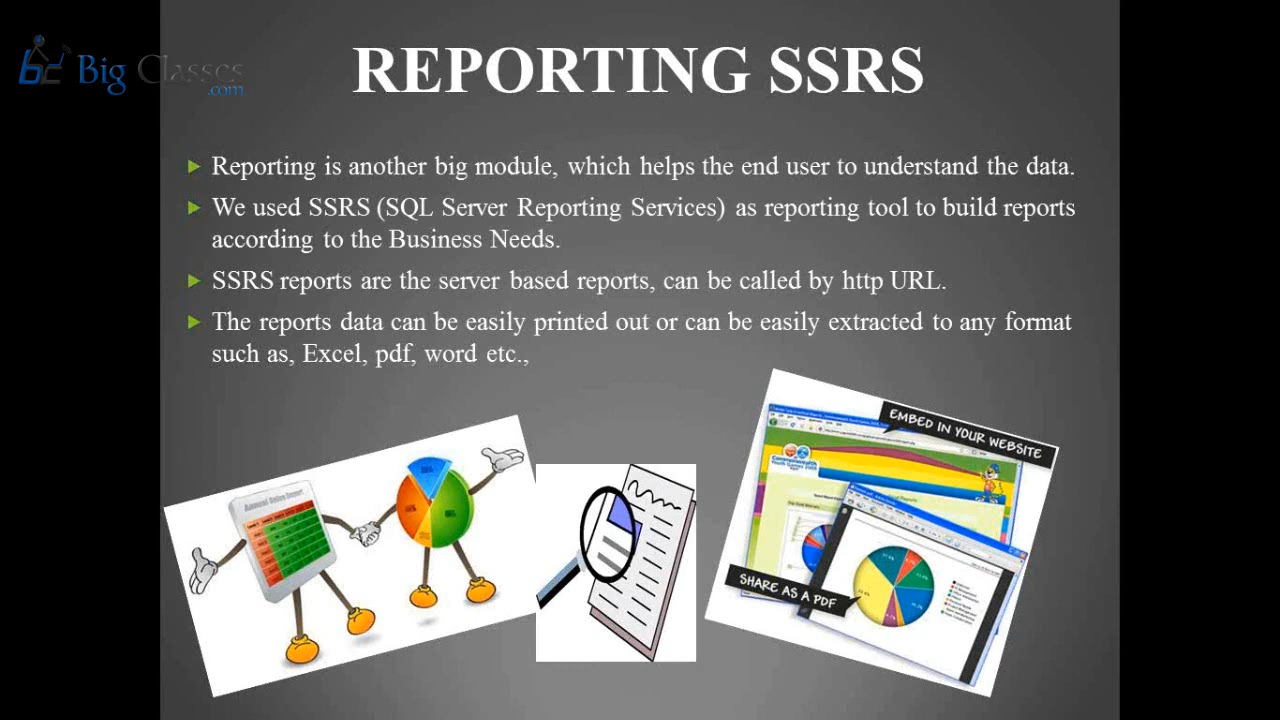 Big Classes
.com
REPORTING SSRS
Reporting is another big module, which helps the end user to understand the data.
We used SSRS (SQL Server Reporting Services) as reporting tool to build reports
according to the Business Needs.
SSRS reports are the server based reports, can be called by http URL.
The reports data can be easily printed out or can be easily extracted to any format
such as, Excel, pdf, word etc.,
EMBED IN YOUR WEBSITE
Commonwealth
Youth Games
SHARE AS A PDF